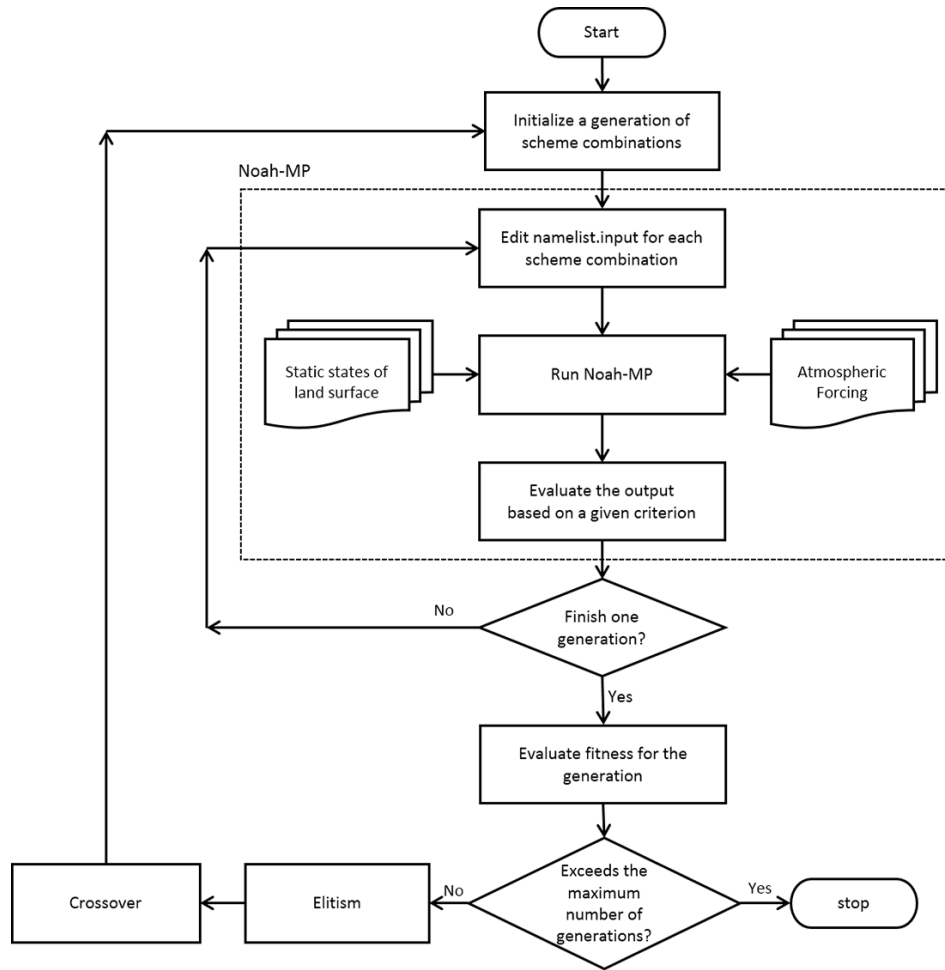 Start
Initialize a generation of
scheme combinations
Noah-MP
Edit namelist.input for each
scheme combination
Static states of
land surface
Run Noah-MP
Atmospheric
Forcing
Evaluate the output
based on a given criterion
No
Finish one
generation?
Yes
Evaluate fitness for the
generation
Crossover
Elitism
No
Exceeds the
maximum
number of
generations?
Yes
stop